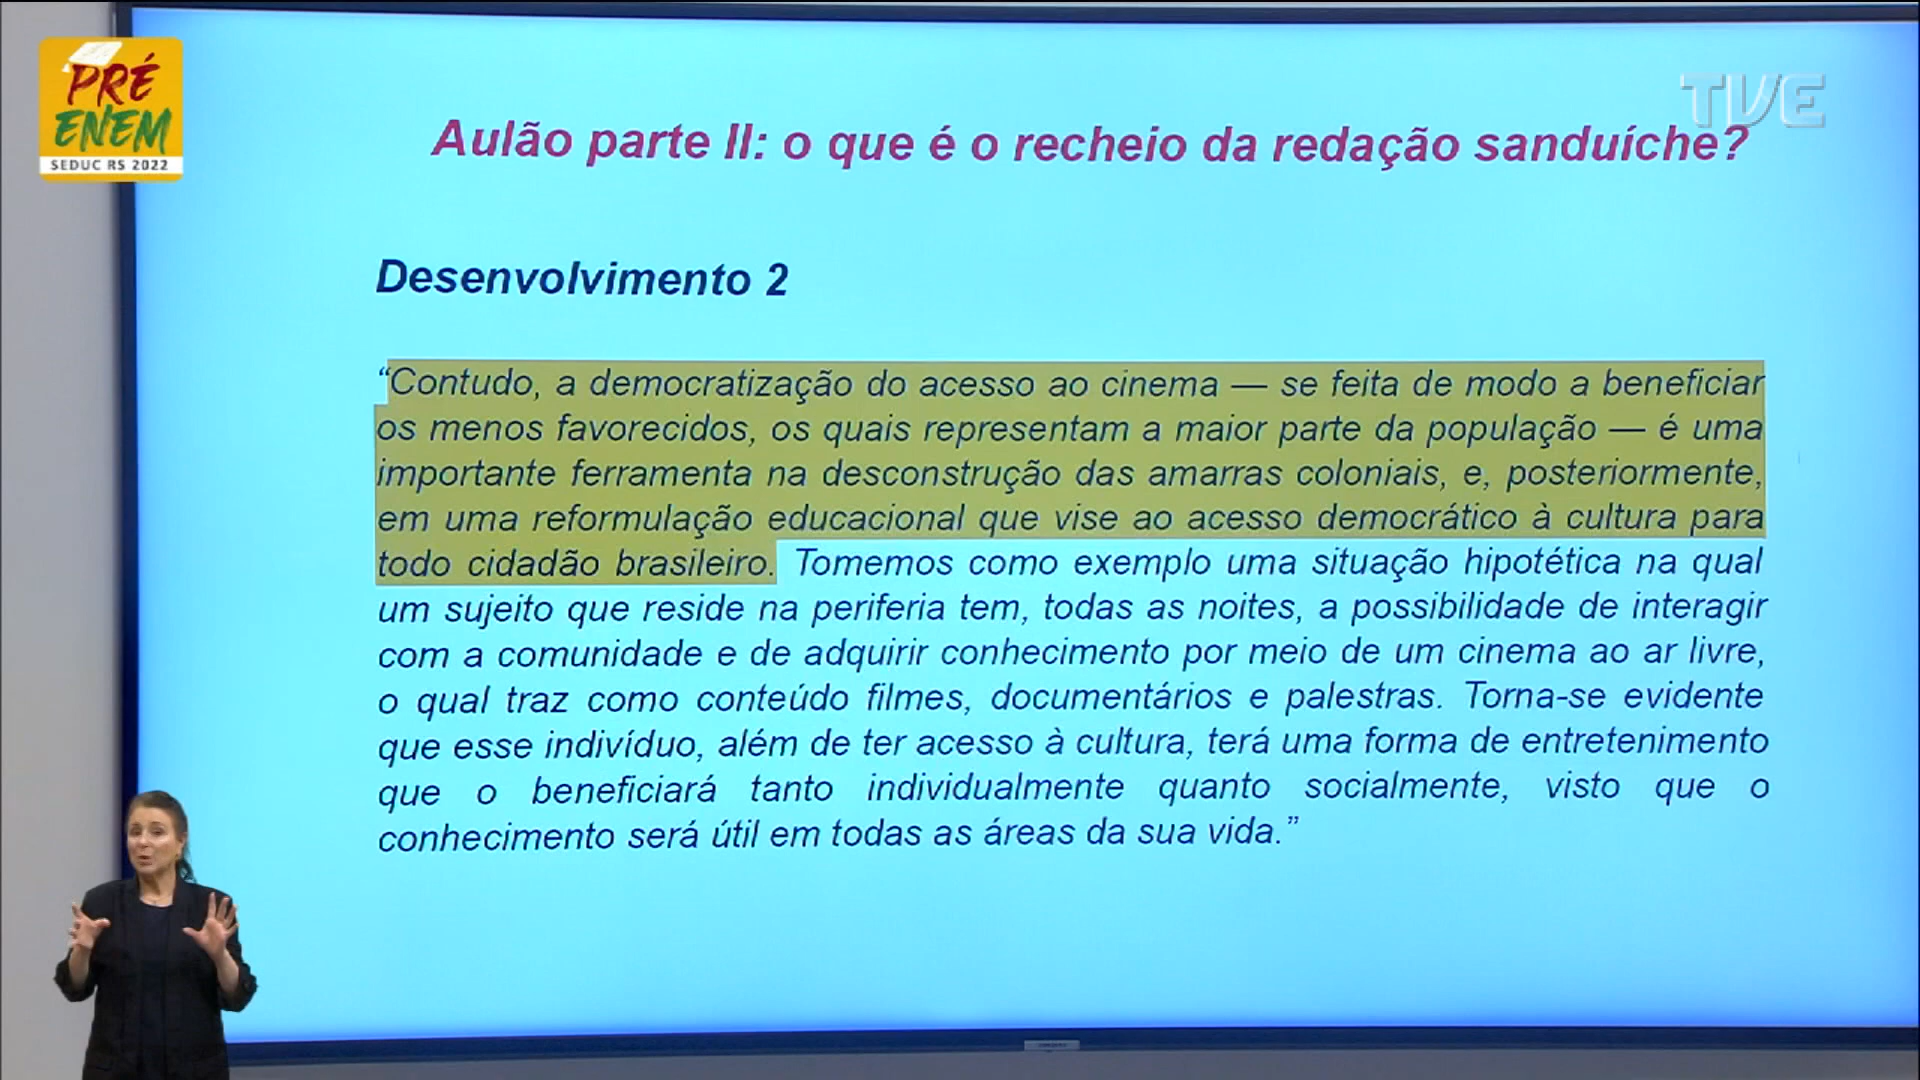 PRÉ
ENEM
SEDUC RS 2022
TVE
Aulão parte II: o que é o recheio da redação sanduíche?
Desenvolvimento 2
“Contudo, a democratização do acesso ao cinema — se feita de modo a beneficiar
os menos favorecidos, os quais representam a maior parte da população — é uma
importante ferramenta na desconstrução das amarras coloniais, e, posteriormente,
em uma reformulação educacional que vise ao acesso democrático à cultura para
todo cidadão brasileiro. Tomemos como exemplo uma situação hipotética na qual
um sujeito que reside na periferia tem, todas as noites, a possibilidade de interagir
com a comunidade e de adquirir conhecimento por meio de um cinema ao ar livre,
o qual traz como conteúdo filmes, documentários e palestras. Torna-se evidente
que esse indivíduo, além de ter acesso à cultura, terá uma forma de entretenimento
que o beneficiará tanto individualmente quanto socialmente, visto que o
conhecimento será útil em todas as áreas da sua vida.”